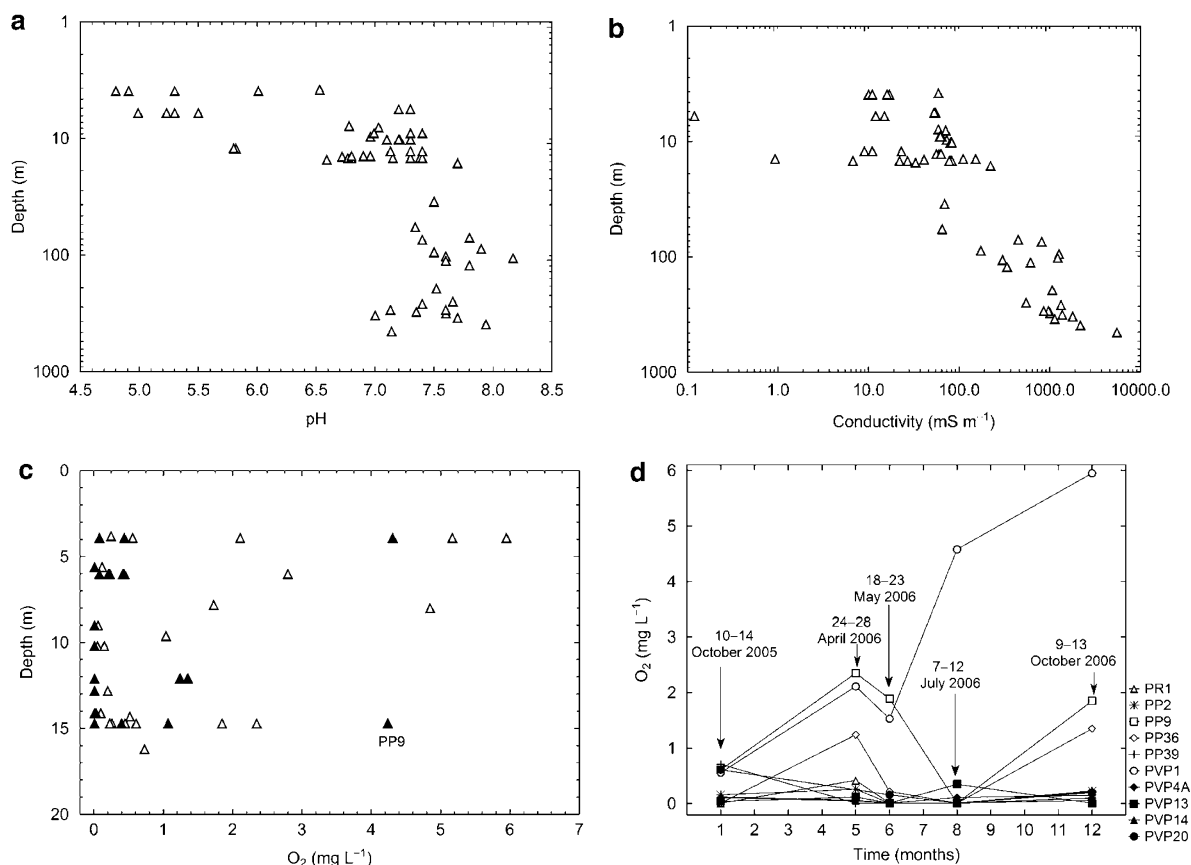 a
1
10
100
1000
Depth (m)
4.5 5.0 5.5 6.0 6.5 7.0 7.5 8.0 8.5
pH
b
1
10
100
1000
Depth (m)
0.1 1.0 10.0 100.0 1000.0 10000.0
Conductivity (mS m⁻¹)
c
0
5
10
15
20
Depth (m)
PP9
0 1 2 3 4 5 6 7
O₂ (mg L⁻¹)
d
6
5
4
3
2
1
0
O₂ (mg L⁻¹)
10–14
October 2005
24–28
April 2006
18–23
May 2006
7–12
July 2006
9–13
October 2006
1 2 3 4 5 6 7 8 9 10 11 12
Time (months)
PR1
PP2
PP9
PP36
PP39
PVP1
PVP4A
PVP13
PVP14
PVP20